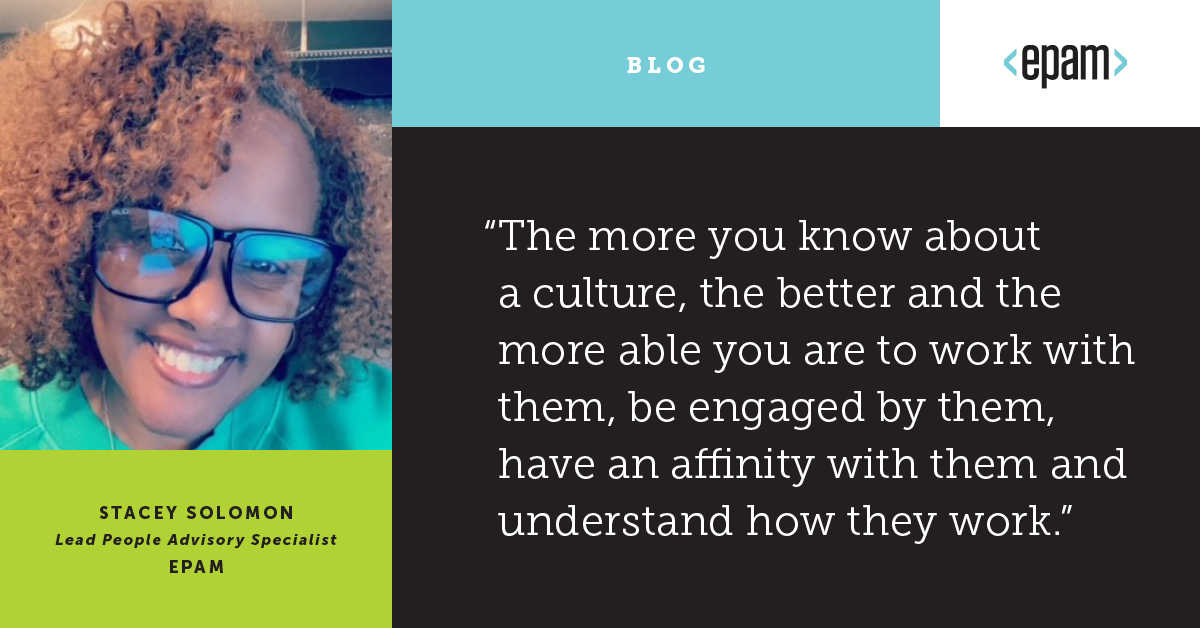 BLOG
<epam>
“The more you know about
a culture, the better and the
more able you are to work with
them, be engaged by them,
have an affinity with them and
understand how they work.”
STACEY SOLOMON
Lead People Advisory Specialist
EPAM